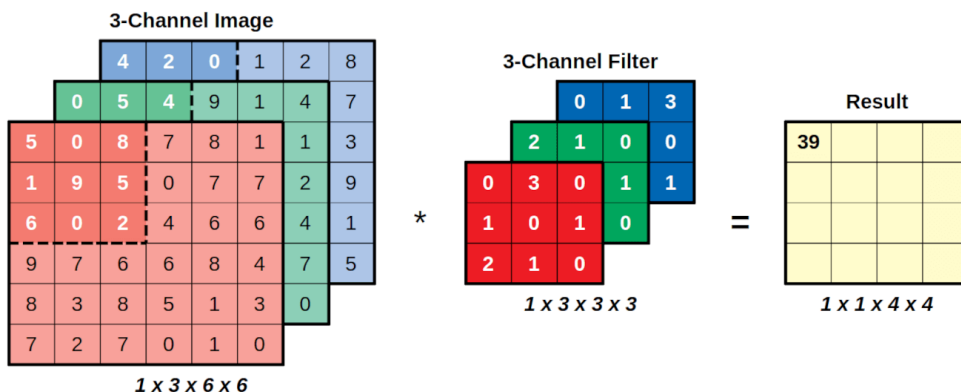 3-Channel Image
3-Channel Filter
Result
4 2 0 1 2 8
0 5 4 9 1 4 7
5 0 8 7 8 1 1 3
1 9 5 0 7 7 2 9
6 0 2 4 6 6 4 1
9 7 6 6 8 4 7 5
8 3 8 5 1 3 0
7 2 7 0 1 0
1 x 3 x 6 x 6
*
0 1 3
2 1 0 0
0 3 0 1 1
1 0 1 0
2 1 0
1 x 3 x 3 x 3
=
39
1 x 1 x 4 x 4